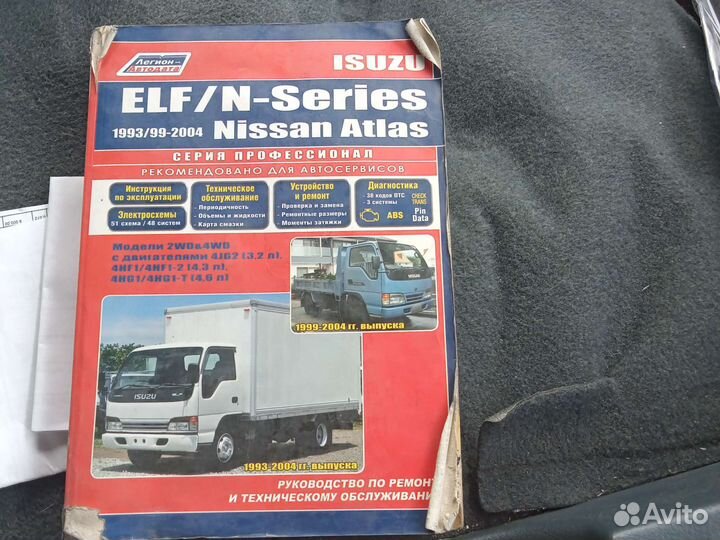 Легион-
Автодата
ISUZU
ELF/N-Series
1993/99-2004 Nissan Atlas
СЕРИЯ ПРОФЕССИОНАЛ
РЕКОМЕНДОВАНО ДЛЯ АВТОСЕРВИСОВ
Инструкция
по эксплуатации
Электросхемы
51 схема / 48 систем
Техническое
обслуживание
- Периодичность
- Объемы и жидкости
- Карта смазки
Устройство
и ремонт
- Проверка и замена
- Ремонтные размеры
- Моменты затяжки
Диагностика
- 38 кодов DTC
- 3 системы
CHECK
TRANS
ABS
Pin
Data
Модели 2WD&4WD
с двигателями 4JG2 (3,2 л),
4HF1/4HF1-2 (4,3 л),
4HG1/4HG1-T (4,6 л)
ISUZU
1999-2004 гг. выпуска
ISUZU
1993-2004 гг. выпуска
РУКОВОДСТВО ПО РЕМОНТ
И ТЕХНИЧЕСКОМУ ОБСЛУЖИВАНИ
Avito